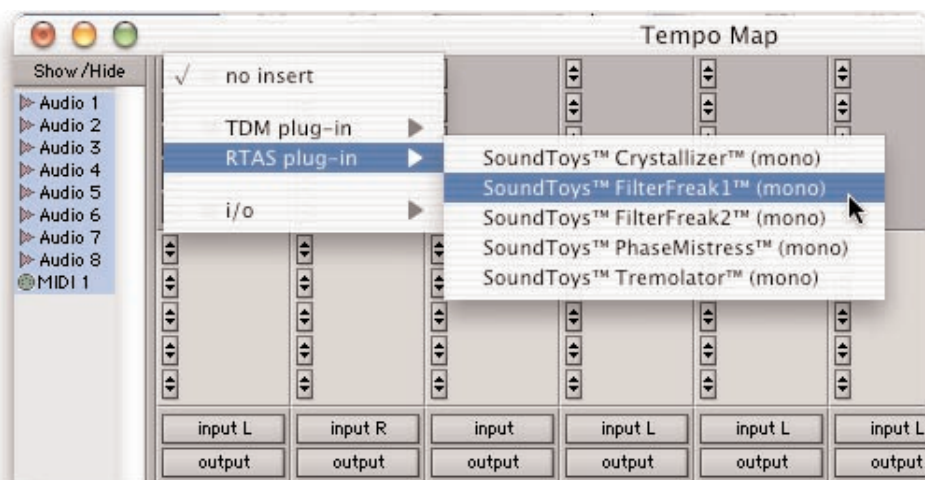 Tempo Map
Show/Hide
Audio 1
Audio 2
Audio 3
Audio 4
Audio 5
Audio 6
Audio 7
Audio 8
MIDI 1
✓ no insert
TDM plug-in
RTAS plug-in
i/o
SoundToys™ Crystallizer™ (mono)
SoundToys™ FilterFreak1™ (mono)
SoundToys™ FilterFreak2™ (mono)
SoundToys™ PhaseMistress™ (mono)
SoundToys™ Tremolator™ (mono)
input L input R input input L input L input L
output output output output output output